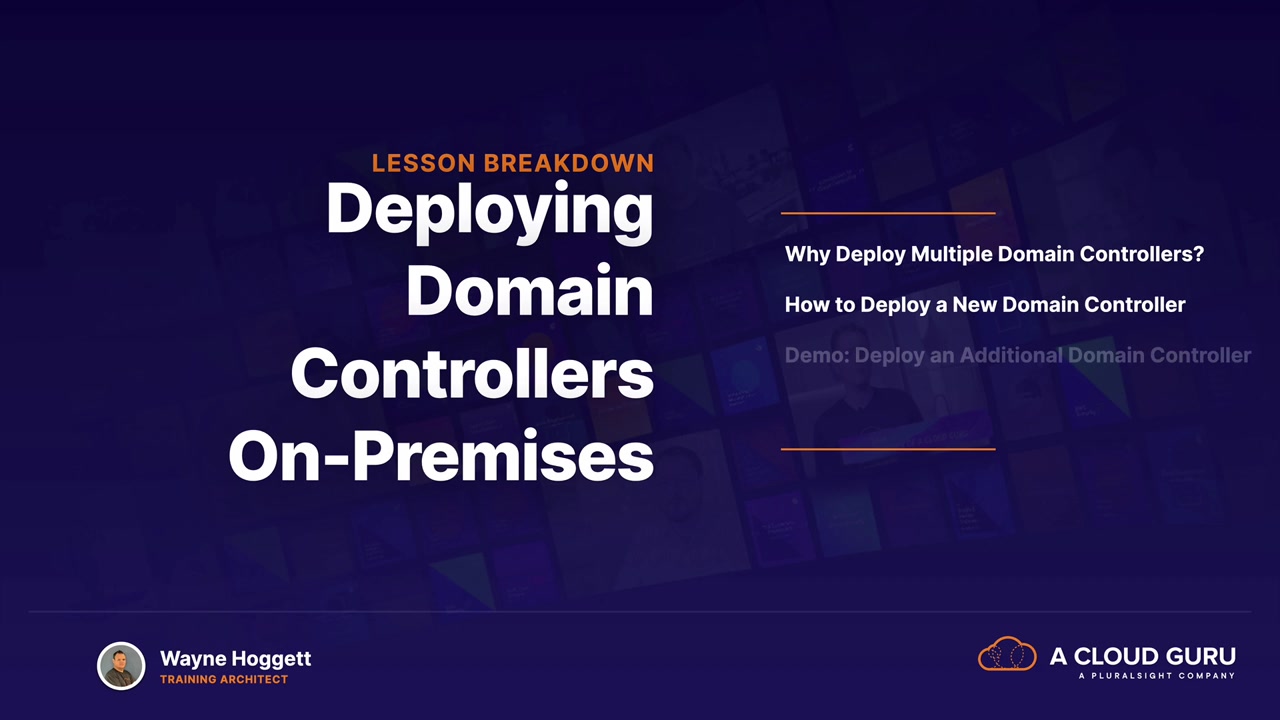 LESSON BREAKDOWN
Deploying
Domain
Controllers
On-Premises
Why Deploy Multiple Domain Controllers?
How to Deploy a New Domain Controller
Demo: Deploy an Additional Domain Controller
Wayne Hoggett
TRAINING ARCHITECT
A CLOUD GURU
A PLURALSIGHT COMPANY